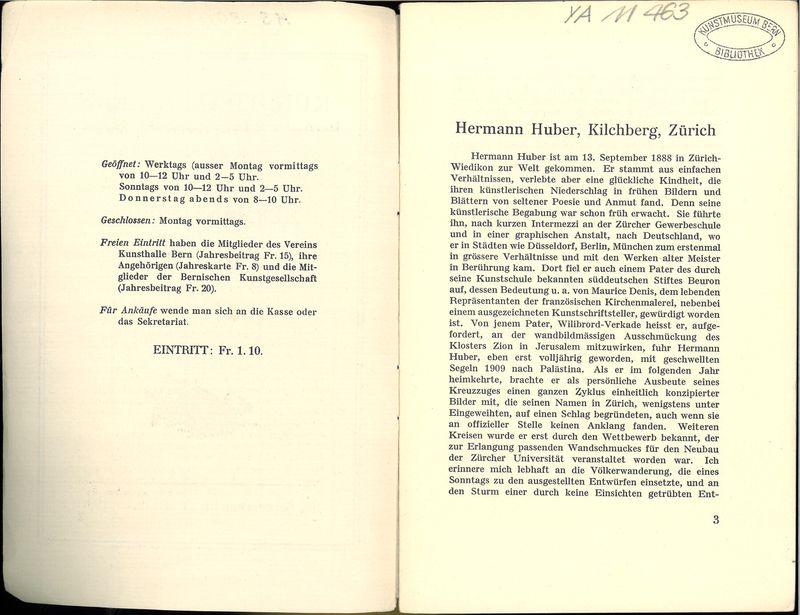 Geöffnet: Werktags (ausser Montag vormittags
von 10—12 Uhr und 2—5 Uhr.
Sonntags von 10—12 Uhr und 2—5 Uhr.
Donnerstag abends von 8—10 Uhr.
Geschlossen: Montag vormittags.
Freien Eintritt haben die Mitglieder des Vereins
Kunsthalle Bern (Jahresbeitrag Fr. 15), ihre
Angehörigen (Jahreskarte Fr. 8) und die Mit-
glieder der Bernischen Kunstgesellschaft
(Jahresbeitrag Fr. 20).
Für Ankäufe wende man sich an die Kasse oder
das Sekretariat.
EINTRITT: Fr. 1. 10.
YA 11 463
KUNSTMUSEUM BERN
BIBLIOTHEK
Hermann Huber, Kilchberg, Zürich
Hermann Huber ist am 13. September 1888 in Zürich-
Wiedikon zur Welt gekommen. Er stammt aus einfachen
Verhältnissen, verlebte aber eine glückliche Kindheit, die
ihren künstlerischen Niederschlag in frühen Bildern und
Blättern von seltener Poesie und Anmut fand. Denn seine
künstlerische Begabung war schon früh erwacht. Sie führte
ihn, nach kurzen Intermezzi an der Zürcher Gewerbeschule
und in einer graphischen Anstalt, nach Deutschland, wo
er in Städten wie Düsseldorf, Berlin, München zum erstenmal
in grössere Verhältnisse und mit den Werken alter Meister
in Berührung kam. Dort fiel er auch einem Pater des durch
seine Kunstschule bekannten süddeutschen Stiftes Beuron
auf, dessen Bedeutung u. a. von Maurice Denis, dem lebenden
Repräsentanten der französischen Kirchenmalerei, nebenbei
einem ausgezeichneten Kunstschriftsteller, gewürdigt worden
ist. Von jenem Pater, Wilibrord-Verkade heisst er, aufge-
fordert, an der wandbildmässigen Ausschmückung des
Klosters Zion in Jerusalem mitzuwirken, fuhr Hermann
Huber, eben erst volljährig geworden, mit geschwellten
Segeln 1909 nach Palästina. Als er im folgenden Jahr
heimkehrte, brachte er als persönliche Ausbeute seines
Kreuzzuges einen ganzen Zyklus einheitlich konzipierter
Bilder mit, die seinen Namen in Zürich, wenigstens unter
Eingeweihten, auf einen Schlag begründeten, auch wenn sie
an offizieller Stelle keinen Anklang fanden. Weiteren
Kreisen wurde er erst durch den Wettbewerb bekannt, der
zur Erlangung passenden Wandschmuckes für den Neubau
der Zürcher Universität veranstaltet worden war. Ich
erinnere mich lebhaft an die Völkerwanderung, die eines
Sonntags zu den ausgestellten Entwürfen einsetzte, und an
den Sturm einer durch keine Einsichten getrübten Ent-
3